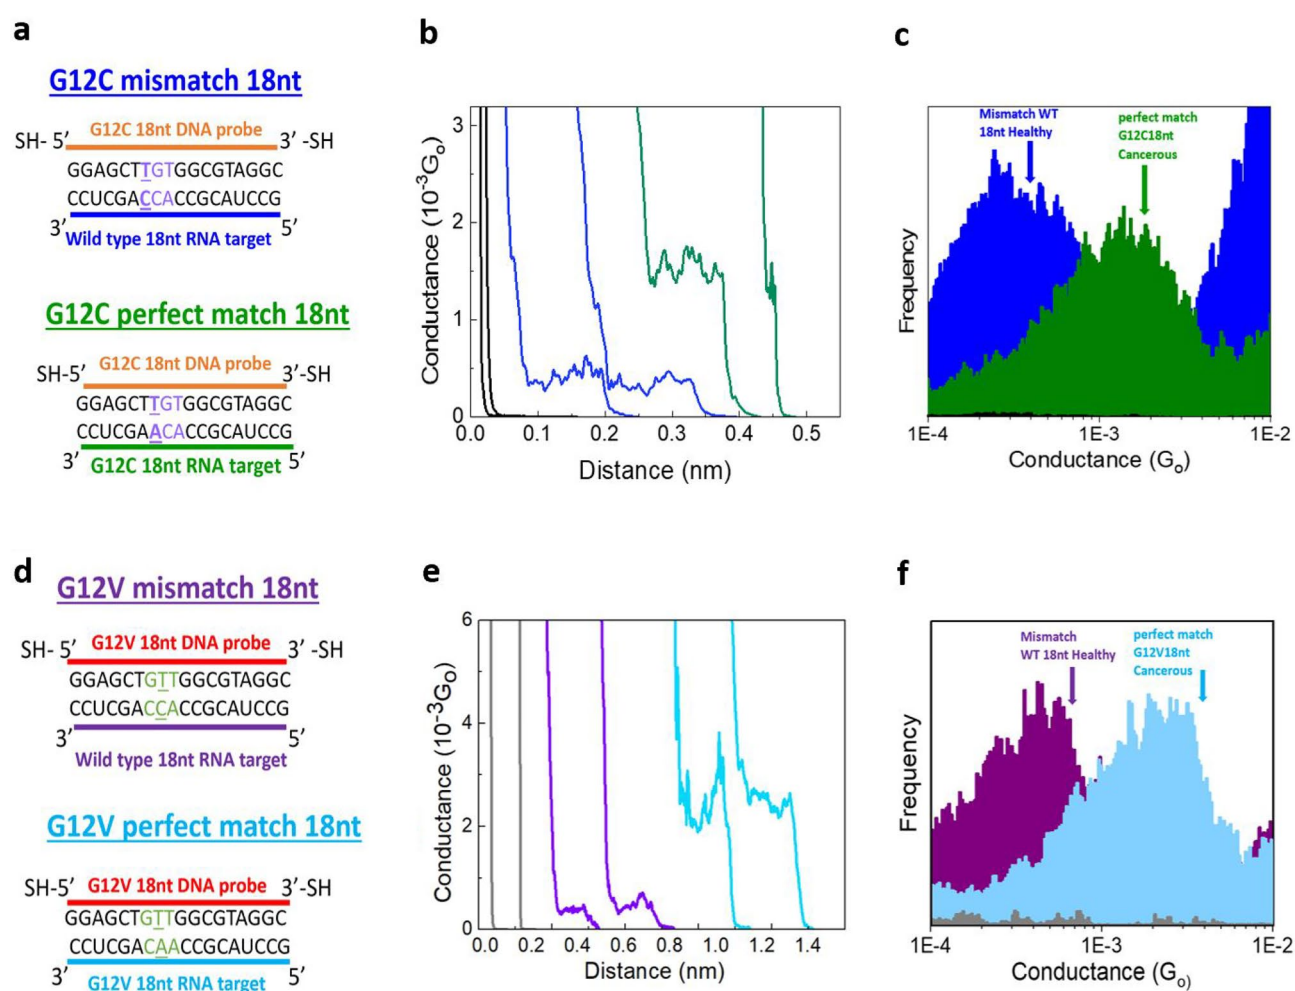 a
G12C mismatch 18nt
G12C 18nt DNA probe
SH- 5’ 3’ -SH
GGAGCTTGTGGCGTAGGC
CCUCGACCACCGCAUCCG
3’ 5’
Wild type 18nt RNA target
G12C perfect match 18nt
G12C 18nt DNA probe
SH-5’ 3’-SH
GGAGCTTGTGGCGTAGGC
CCUCGAACACCGCAUCCG
3’ 5’
G12C 18nt RNA target
b
Conductance (10-3Go)
3
2
1
0
0.0 0.1 0.2 0.3 0.4 0.5
Distance (nm)
c
Mismatch WT
18nt Healthy
perfect match
G12C18nt
Cancerous
Frequency
1E-4 1E-3 1E-2
Conductance (Go)
d
G12V mismatch 18nt
G12V 18nt DNA probe
SH- 5’ 3’ -SH
GGAGCTGTTGGCGTAGGC
CCUCGACCACCGCAUCCG
3’ 5’
Wild type 18nt RNA target
G12V perfect match 18nt
G12V 18nt DNA probe
SH-5’ 3’-SH
GGAGCTGTTGGCGTAGGC
CCUCGACAACCGCAUCCG
3’ 5’
G12V 18nt RNA target
e
Conductance (10-3Go)
6
4
2
0
0.0 0.2 0.4 0.6 0.8 1.0 1.2 1.4
Distance (nm)
f
Mismatch
WT 18nt Healthy
perfect match
G12V18nt
Cancerous
Frequency
1E-4 1E-3 1E-2
Conductance (Go)